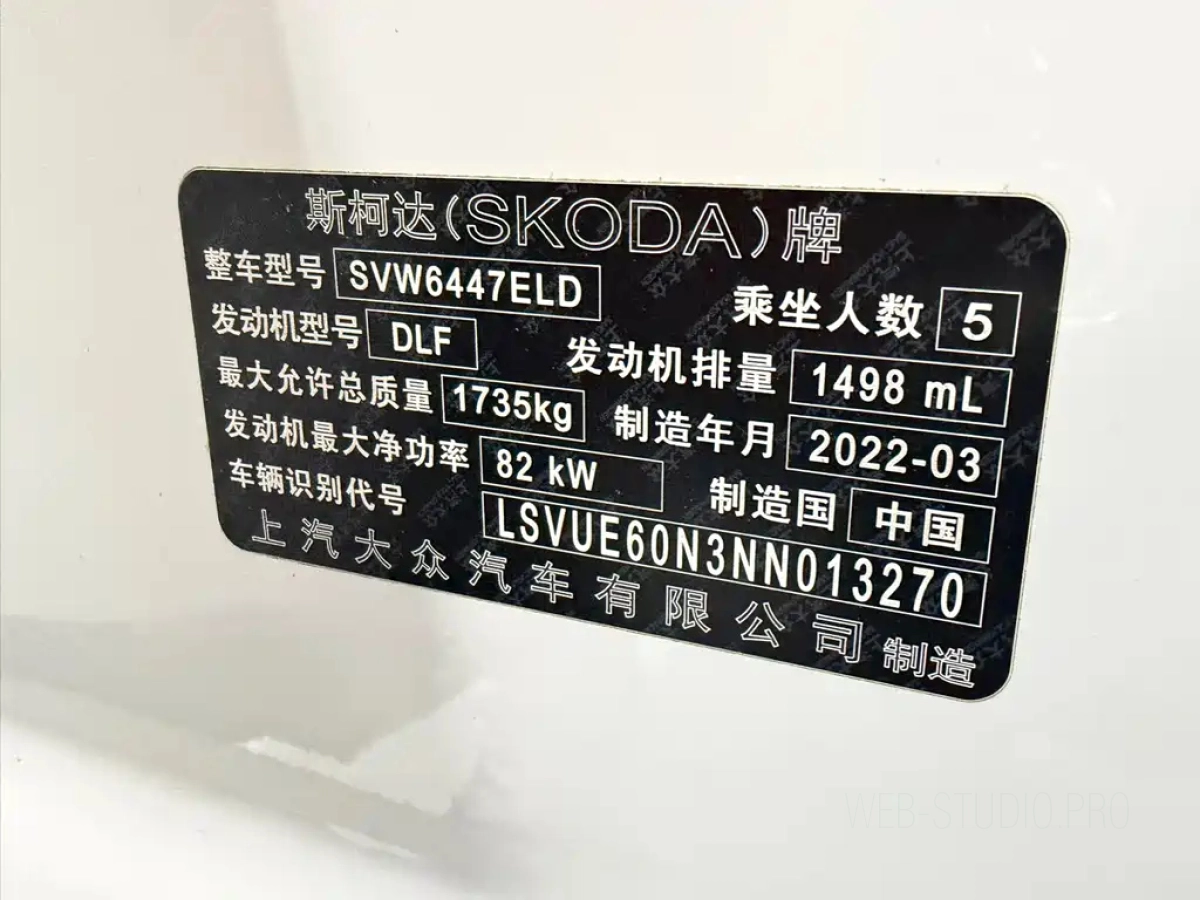 斯柯达(SKODA)牌
整车型号 SVW6447ELD
乘坐人数 5
发动机型号 DLF
发动机排量 1498 mL
最大允许总质量 1735kg
制造年月 2022-03
发动机最大净功率 82 kW
制造国 中国
车辆识别代号 LSVUE60N3NN013270
上汽大众汽车有限公司制造
WEB-STUDIO.PRO